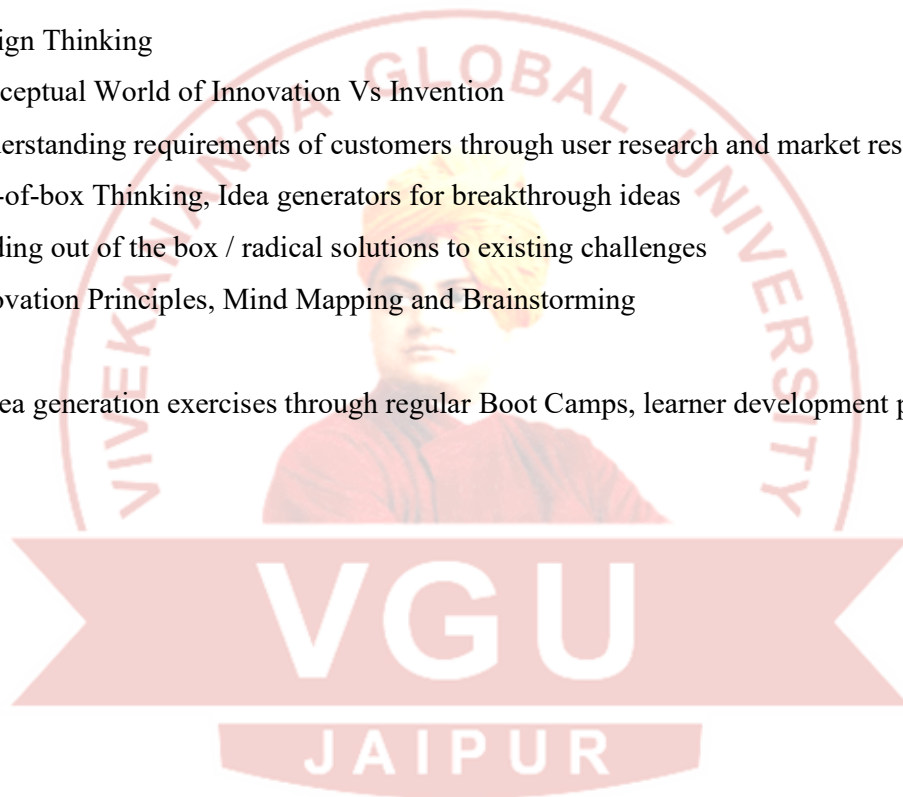 ign Thinking
ceptual World of Innovation Vs Invention
derstanding requirements of customers through user research and market res
-of-box Thinking, Idea generators for breakthrough ideas
ding out of the box / radical solutions to existing challenges
ovation Principles, Mind Mapping and Brainstorming
ea generation exercises through regular Boot Camps, learner development p
VIVEKANANDA GLOBAL UNIVERSITY
VGU
JAIPUR